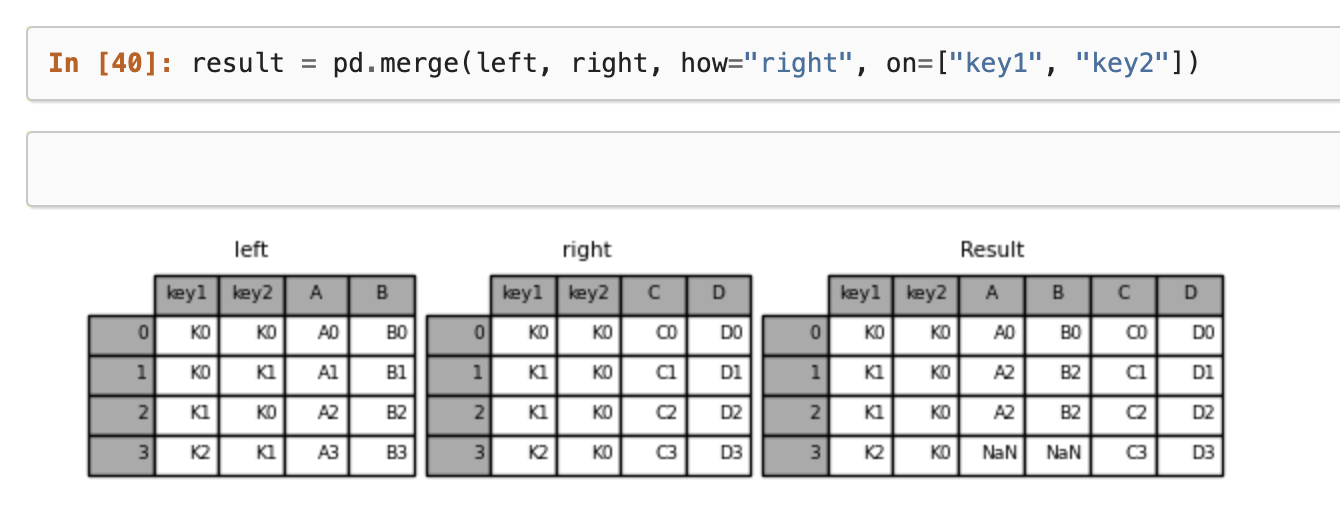 In [40]: result = pd.merge(left, right, how="right", on=["key1", "key2"])
left right Result
key1 key2 A B key1 key2 C D key1 key2 A B C D
0 K0 K0 A0 B0 0 K0 K0 C0 D0 0 K0 K0 A0 B0 C0 D0
1 K0 K1 A1 B1 1 K1 K0 C1 D1 1 K1 K0 A2 B2 C1 D1
2 K1 K0 A2 B2 2 K1 K0 C2 D2 2 K1 K0 A2 B2 C2 D2
3 K2 K1 A3 B3 3 K2 K0 C3 D3 3 K2 K0 NaN NaN C3 D3